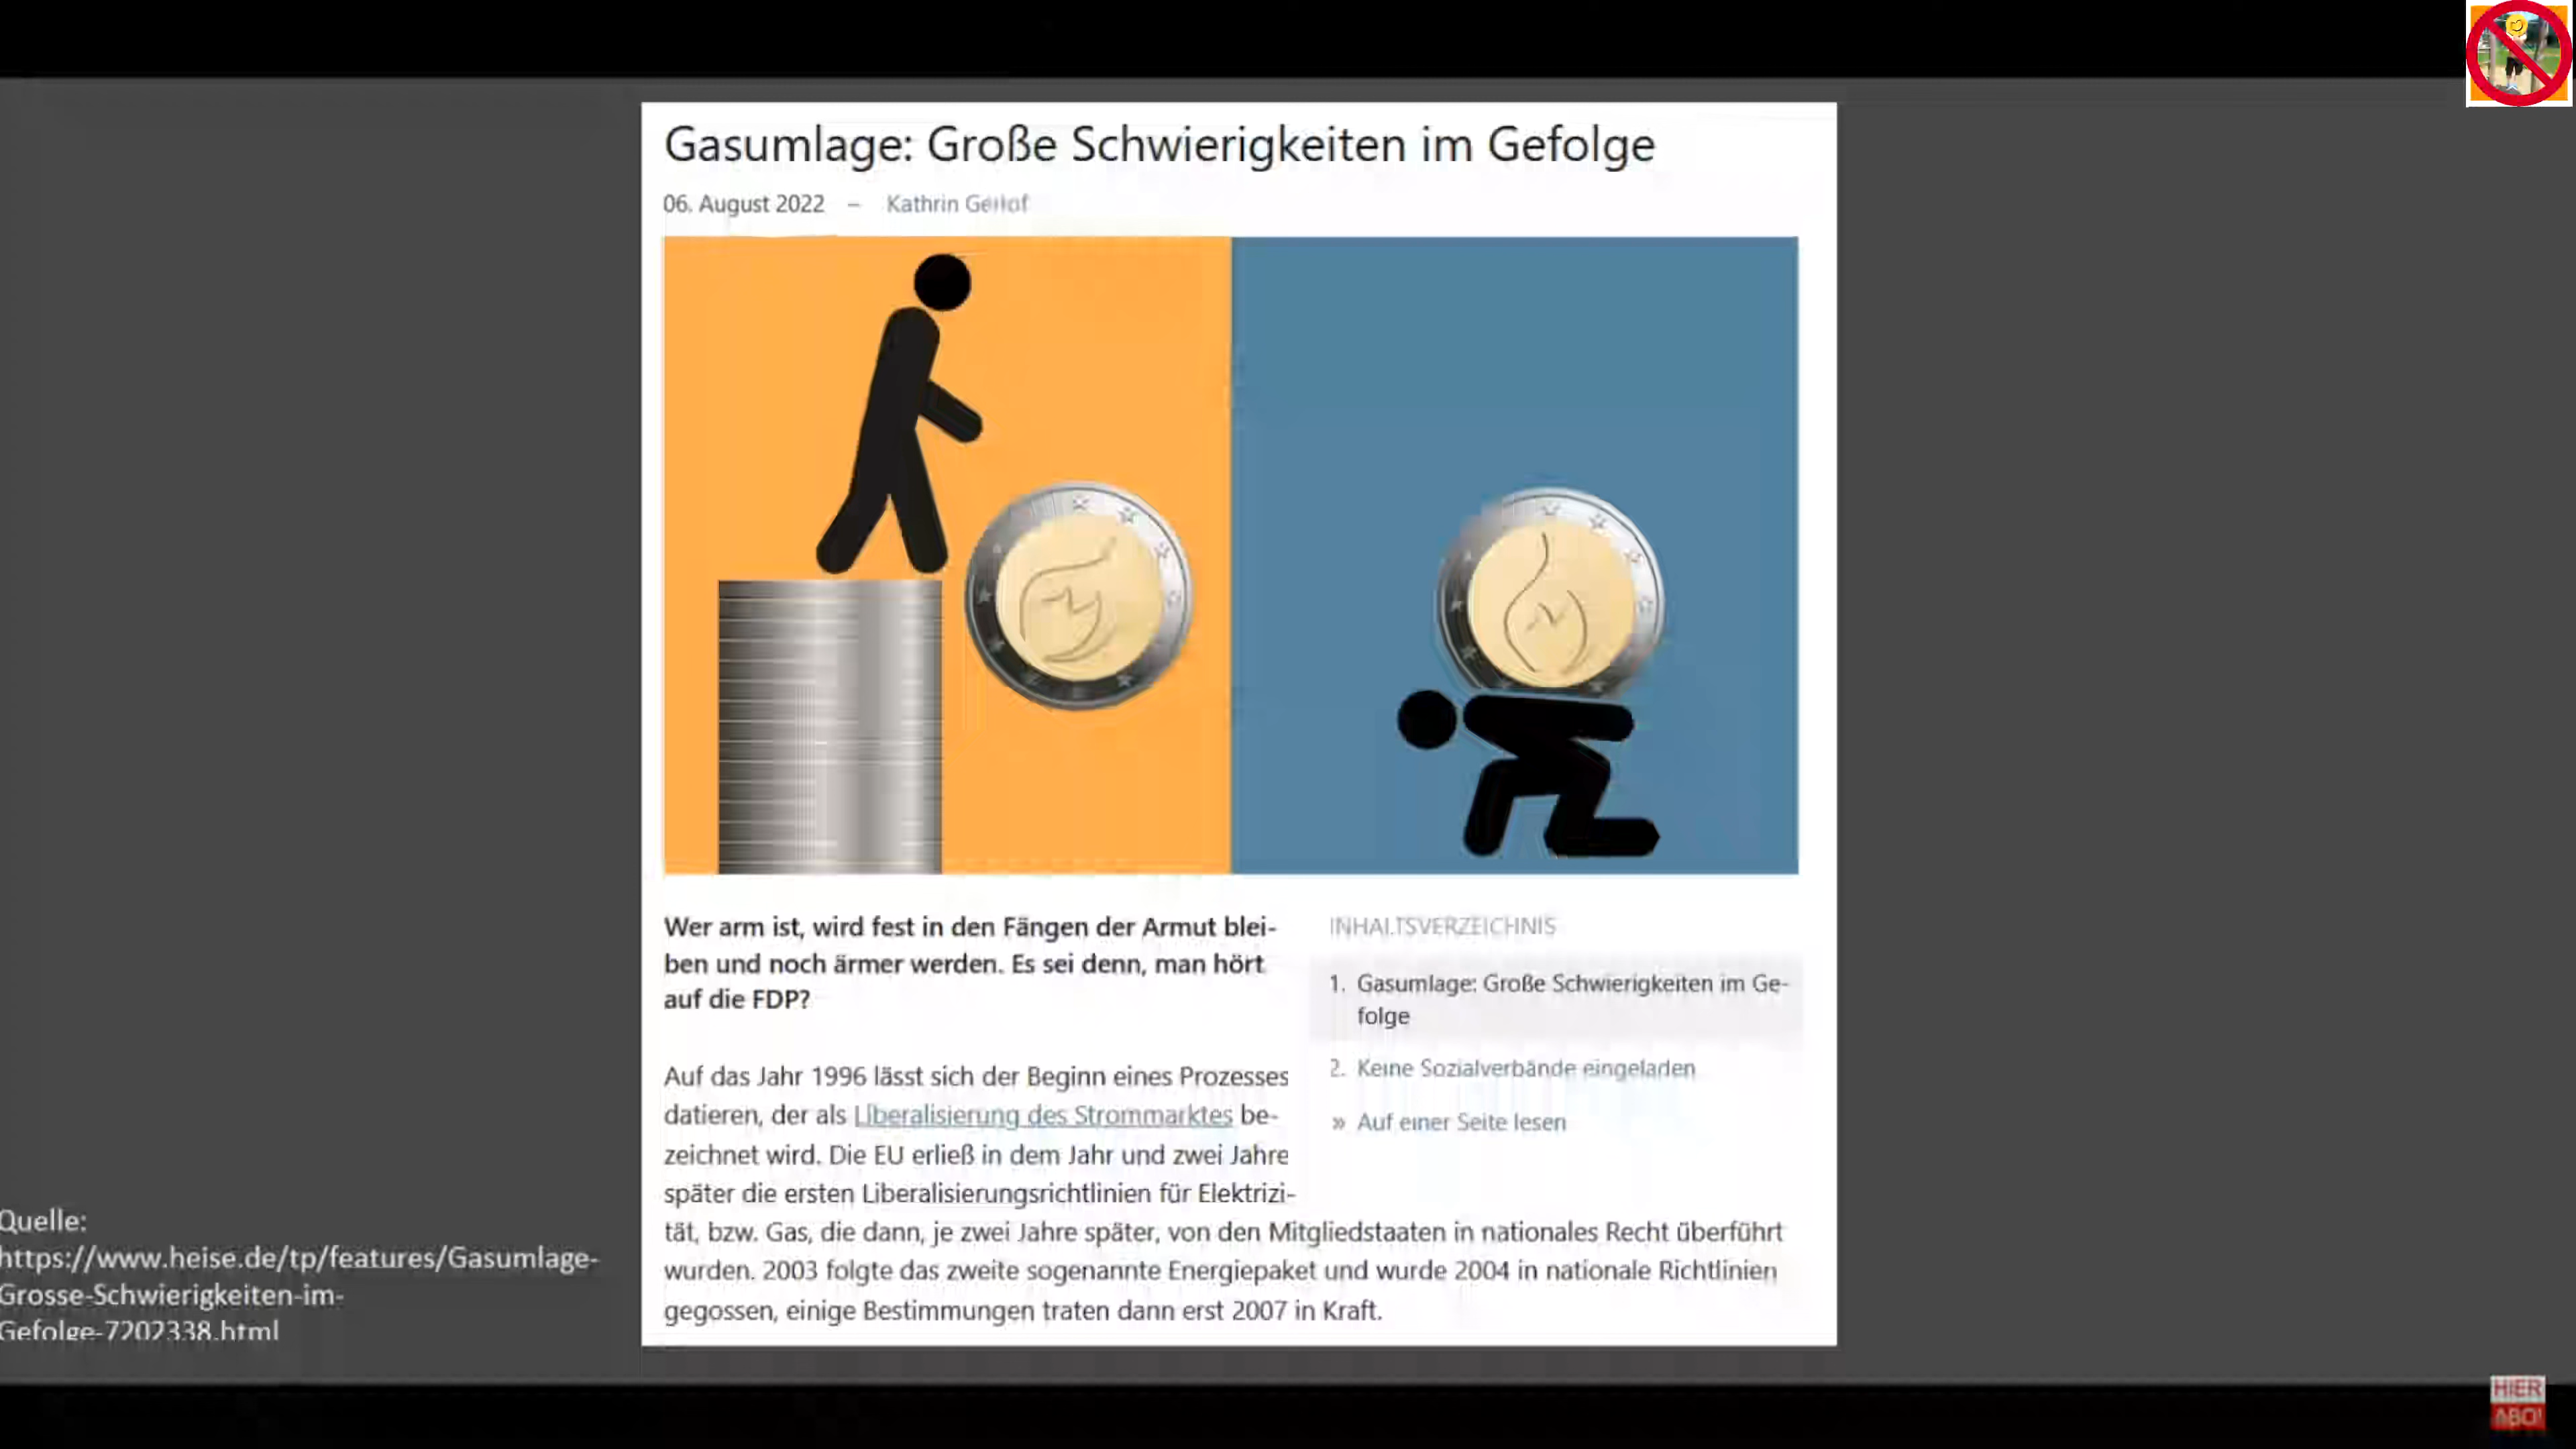 Gasumlage: Große Schwierigkeiten im Gefolge
06. August 2022 – Kathrin Gerlof
Wer arm ist, wird fest in den Fängen der Armut blei-
ben und noch ärmer werden. Es sei denn, man hört
auf die FDP?
Auf das Jahr 1996 lässt sich der Beginn eines Prozesses
datieren, der als Liberalisierung des Strommarktes be-
zeichnet wird. Die EU erließ in dem Jahr und zwei Jahre
später die ersten Liberalisierungsrichtlinien für Elektrizi-
tät, bzw. Gas, die dann, je zwei Jahre später, von den Mitgliedstaaten in nationales Recht überführt
wurden. 2003 folgte das zweite sogenannte Energiepaket und wurde 2004 in nationale Richtlinien
gegossen, einige Bestimmungen traten dann erst 2007 in Kraft.
INHALTSVERZEICHNIS
1. Gasumlage: Große Schwierigkeiten im Ge-
folge
2. Keine Sozialverbände eingeladen
» Auf einer Seite lesen
Quelle:
https://www.heise.de/tp/features/Gasumlage-
Grosse-Schwierigkeiten-im-
Gefolge-7202338.html
HIER
ABO!